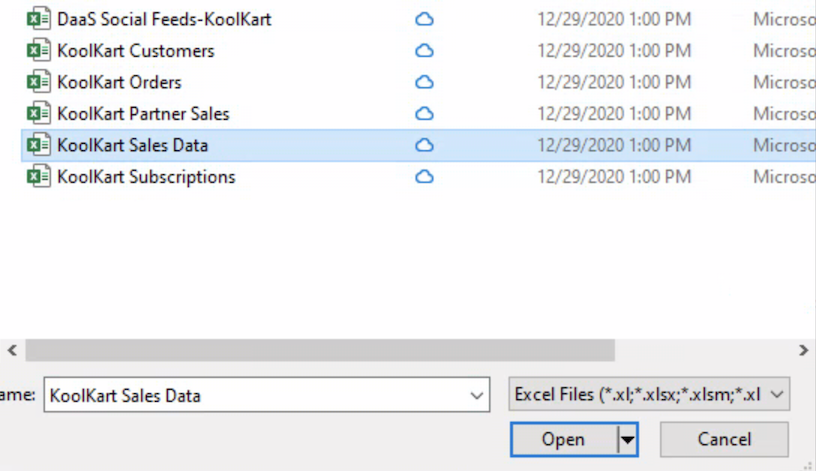 DaaS Social Feeds-KoolKart 12/29/2020 1:00 PM Microso
KoolKart Customers 12/29/2020 1:00 PM Microso
KoolKart Orders 12/29/2020 1:00 PM Microso
KoolKart Partner Sales 12/29/2020 1:00 PM Microso
KoolKart Sales Data 12/29/2020 1:00 PM Microso
KoolKart Subscriptions 12/29/2020 1:00 PM Microso
ame: KoolKart Sales Data Excel Files (*.xl;*.xlsx;*.xlsm;*.xl
Open Cancel